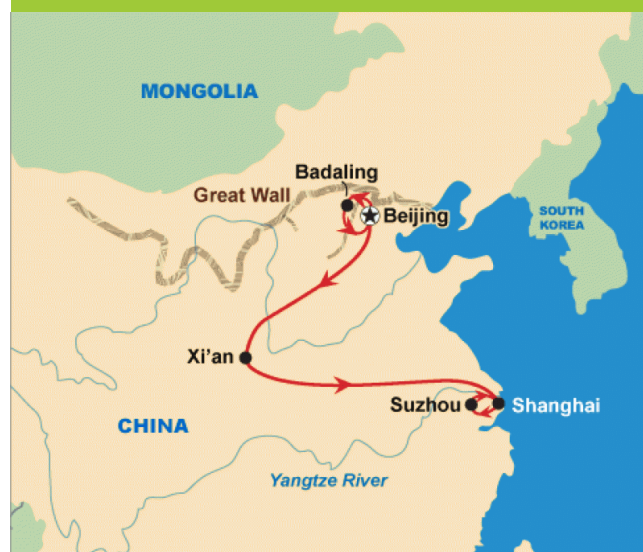 MONGOLIA
Badaling
Great Wall
Beijing
SOUTH
KOREA
Xi'an
Suzhou
Shanghai
CHINA
Yangtze River